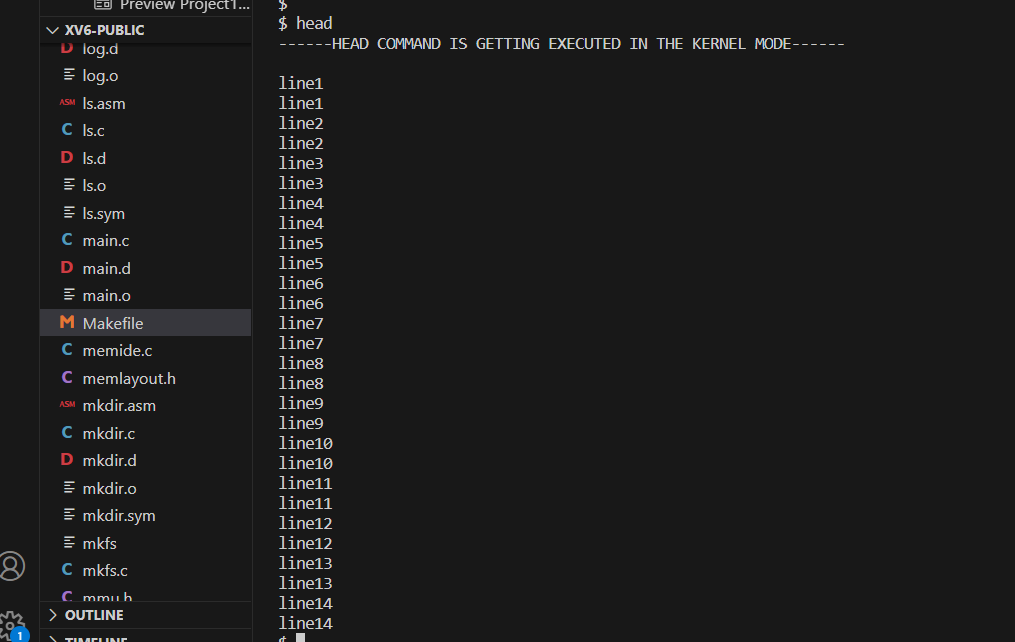 Preview Project1...
XV6-PUBLIC
D log.d
log.o
ASM ls.asm
C ls.c
D ls.d
ls.o
ls.sym
C main.c
D main.d
main.o
M Makefile
C memide.c
C memlayout.h
ASM mkdir.asm
C mkdir.c
D mkdir.d
mkdir.o
mkdir.sym
mkfs
C mkfs.c
C mmu.h
OUTLINE
TIMELINE
1
$
$ head
------HEAD COMMAND IS GETTING EXECUTED IN THE KERNEL MODE------
line1
line1
line2
line2
line3
line3
line4
line4
line5
line5
line6
line6
line7
line7
line8
line8
line9
line9
line10
line10
line11
line11
line12
line12
line13
line13
line14
line14
$